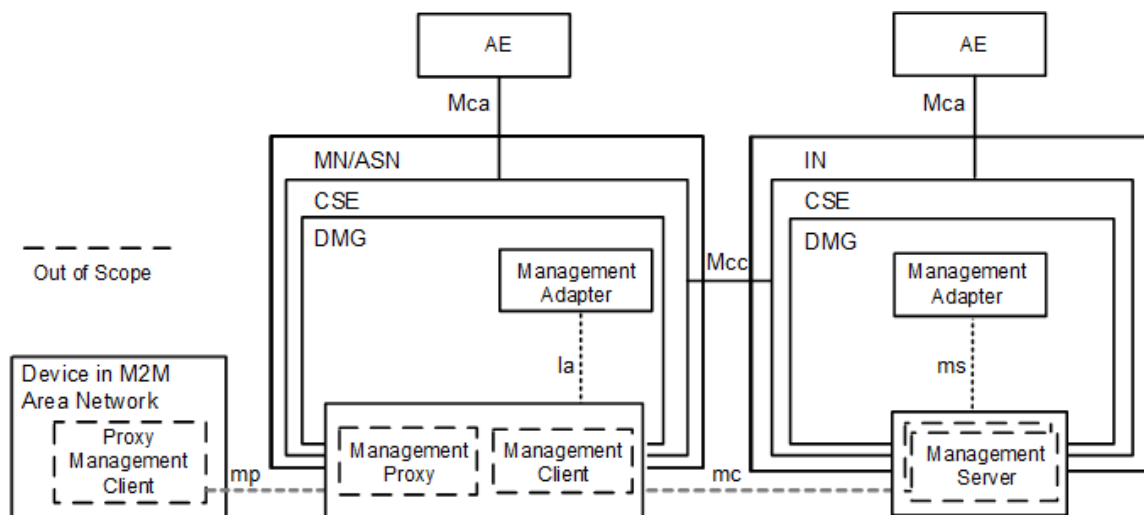 AE
AE
Mca
Mca
MN/ASN
IN
CSE
CSE
DMG
DMG
Out of Scope
Management
Adapter
Mcc
Management
Adapter
la
ms
Device in M2M
Area Network
Proxy
Management
Client
mp
Management
Proxy
Management
Client
mc
Management
Server